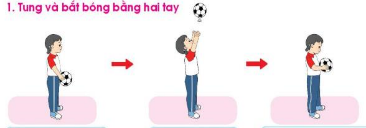 1. Tung và bắt bóng bằng hai tay